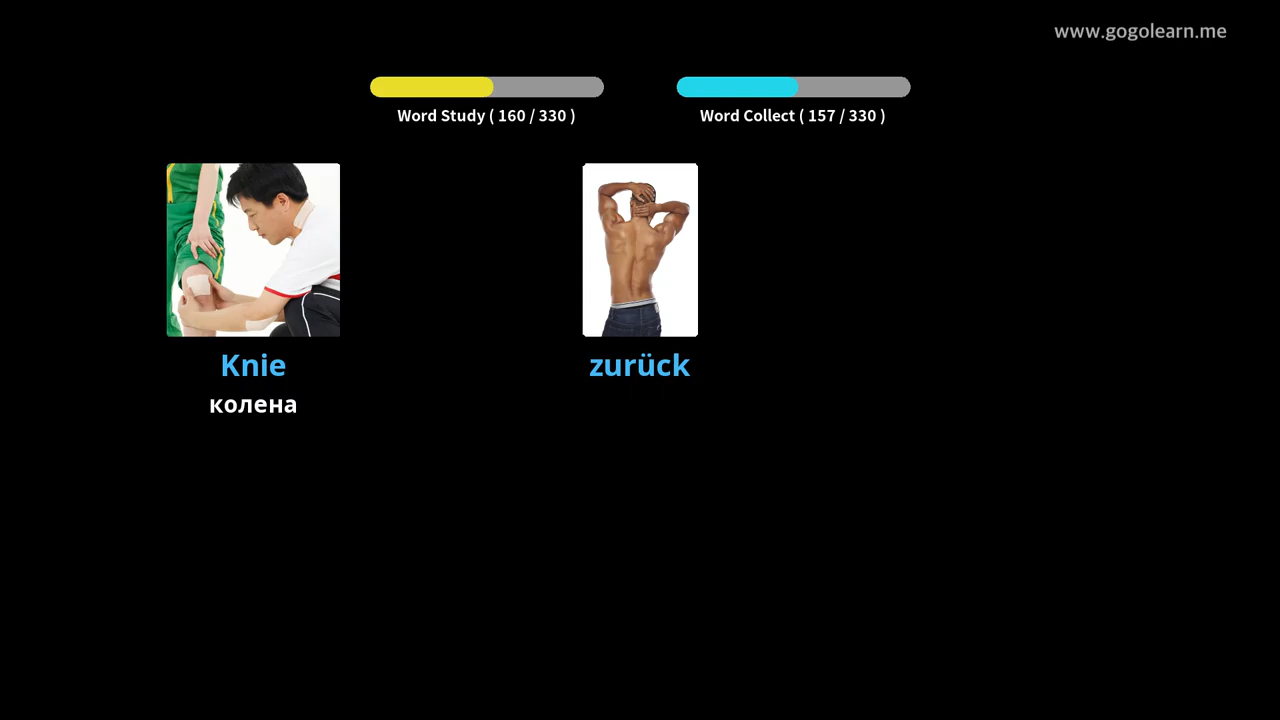 www.gogolearn.me
Word Study ( 160 / 330 )
Word Collect ( 157 / 330 )
Knie
zurück
колена